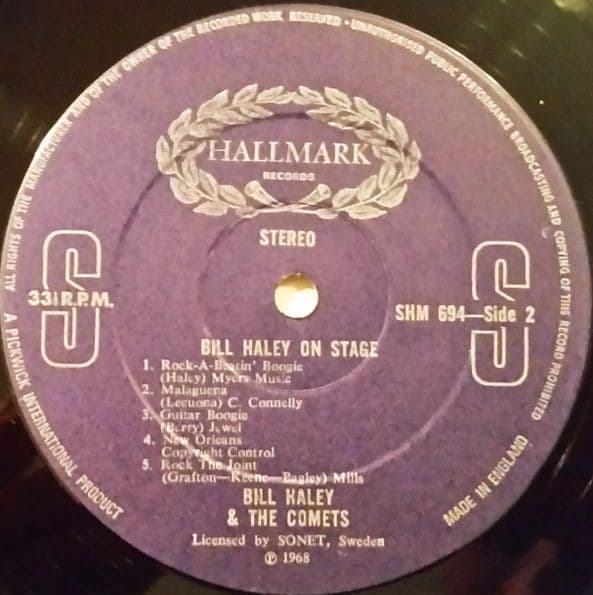 ALL RIGHTS OF THE MANUFACTURER AND OF THE OWNER OF THE RECORDED WORK RESERVED · UNAUTHORISED PUBLIC PERFORMANCE BROADCASTING AND COPYING OF THIS RECORD PROHIBITED
HALLMARK
RECORDS
STEREO
S
33⅓ R.P.M.
S
SHM 694—Side 2
BILL HALEY ON STAGE
1. Rock-A-Beatin' Boogie
(Haley) Myers Music
2. Malaguena
(Lecuona) C. Connelly
3. Guitar Boogie
(Berry) Jewel
4. New Orleans
Copyright Control
5. Rock The Joint
(Grafton—Keene—Bagley) Mills
BILL HALEY
& THE COMETS
Licensed by SONET, Sweden
℗ 1968
A PICKWICK INTERNATIONAL PRODUCT
MADE IN ENGLAND